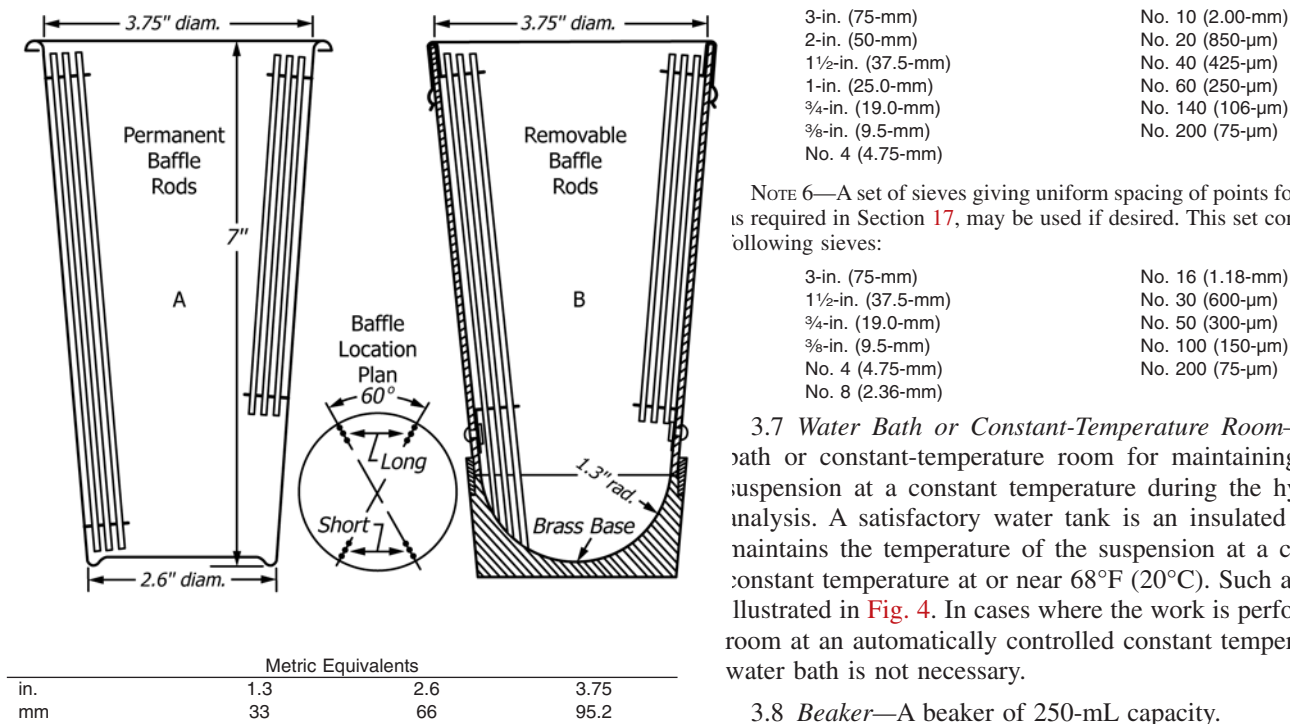 3.75" diam.
Permanent
Baffle
Rods
7"
A
2.6" diam.
Baffle
Location
Plan
60°
Long
Short
3.75" diam.
Removable
Baffle
Rods
B
1.3" rad.
Brass Base
Metric Equivalents
in. 1.3 2.6 3.75
mm 33 66 95.2
3-in. (75-mm) No. 10 (2.00-mm)
2-in. (50-mm) No. 20 (850-µm)
1½-in. (37.5-mm) No. 40 (425-µm)
1-in. (25.0-mm) No. 60 (250-µm)
¾-in. (19.0-mm) No. 140 (106-µm)
⅜-in. (9.5-mm) No. 200 (75-µm)
No. 4 (4.75-mm)
NOTE 6—A set of sieves giving uniform spacing of points fo
as required in Section 17, may be used if desired. This set con
following sieves:
3-in. (75-mm) No. 16 (1.18-mm)
1½-in. (37.5-mm) No. 30 (600-µm)
¾-in. (19.0-mm) No. 50 (300-µm)
⅜-in. (9.5-mm) No. 100 (150-µm)
No. 4 (4.75-mm) No. 200 (75-µm)
No. 8 (2.36-mm)
3.7 Water Bath or Constant-Temperature Room—
bath or constant-temperature room for maintaining
suspension at a constant temperature during the hy
analysis. A satisfactory water tank is an insulated
maintains the temperature of the suspension at a c
constant temperature at or near 68°F (20°C). Such a
illustrated in Fig. 4. In cases where the work is perfo
room at an automatically controlled constant temper
water bath is not necessary.
3.8 Beaker—A beaker of 250-mL capacity.